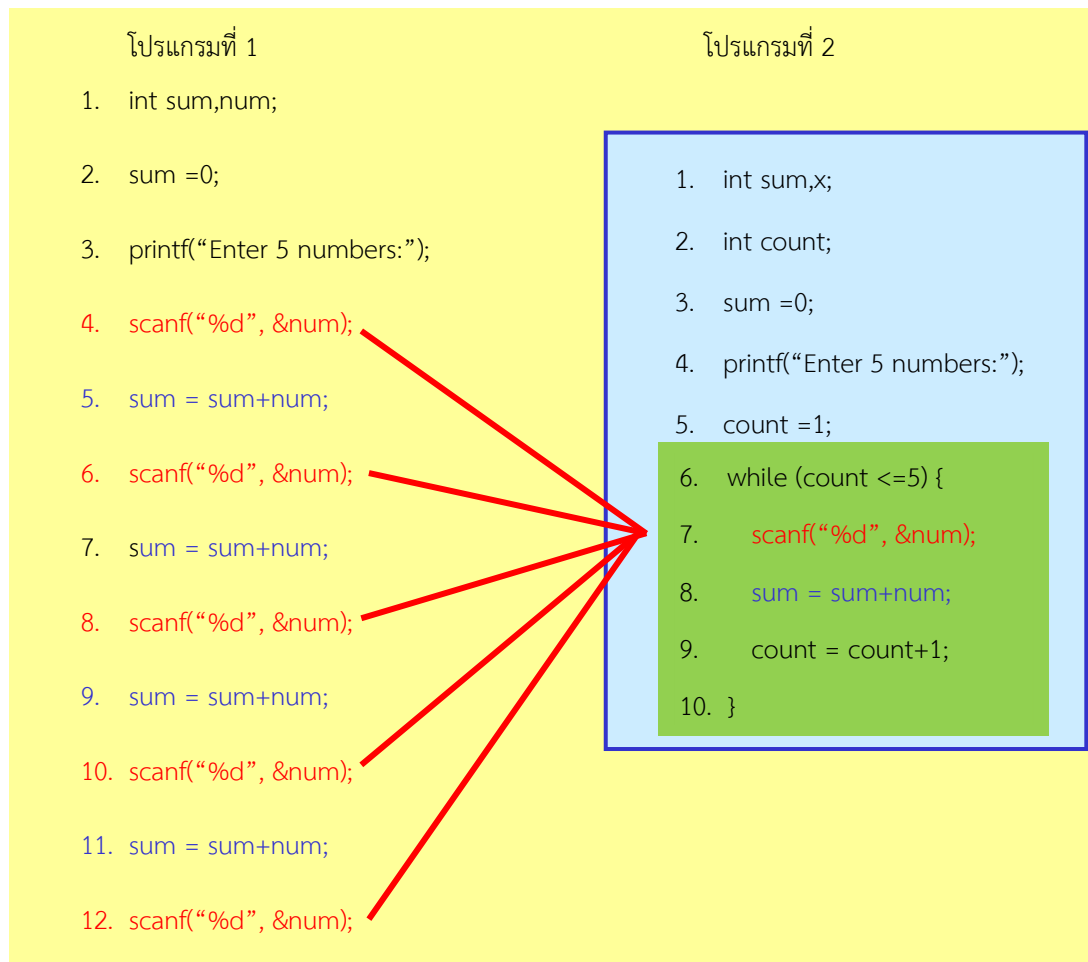 โปรแกรมที่ 1
1. int sum,num;
2. sum =0;
3. printf(“Enter 5 numbers:”);
4. scanf(“%d”, &num);
5. sum = sum+num;
6. scanf(“%d”, &num);
7. sum = sum+num;
8. scanf(“%d”, &num);
9. sum = sum+num;
10. scanf(“%d”, &num);
11. sum = sum+num;
12. scanf(“%d”, &num);
โปรแกรมที่ 2
1. int sum,x;
2. int count;
3. sum =0;
4. printf(“Enter 5 numbers:”);
5. count =1;
6. while (count <=5) {
7. scanf(“%d”, &num);
8. sum = sum+num;
9. count = count+1;
10. }